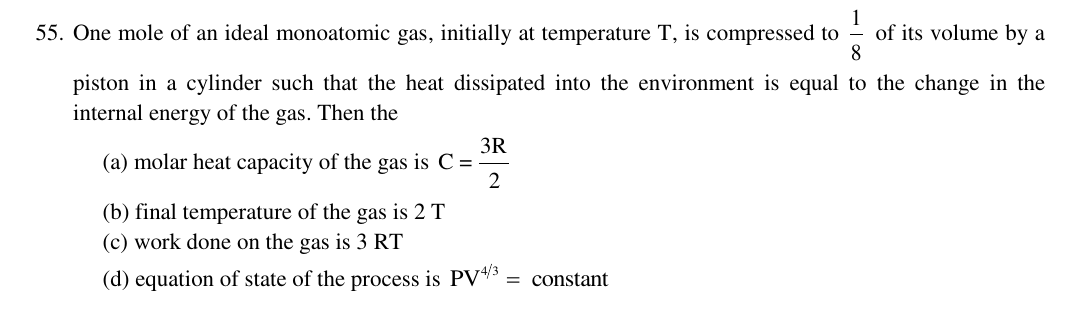 55. One mole of an ideal monoatomic gas, initially at temperature T, is compressed to 1/8 of its volume by a
piston in a cylinder such that the heat dissipated into the environment is equal to the change in the
internal energy of the gas. Then the
(a) molar heat capacity of the gas is C = 3R/2
(b) final temperature of the gas is 2 T
(c) work done on the gas is 3 RT
(d) equation of state of the process is PV^4/3 = constant